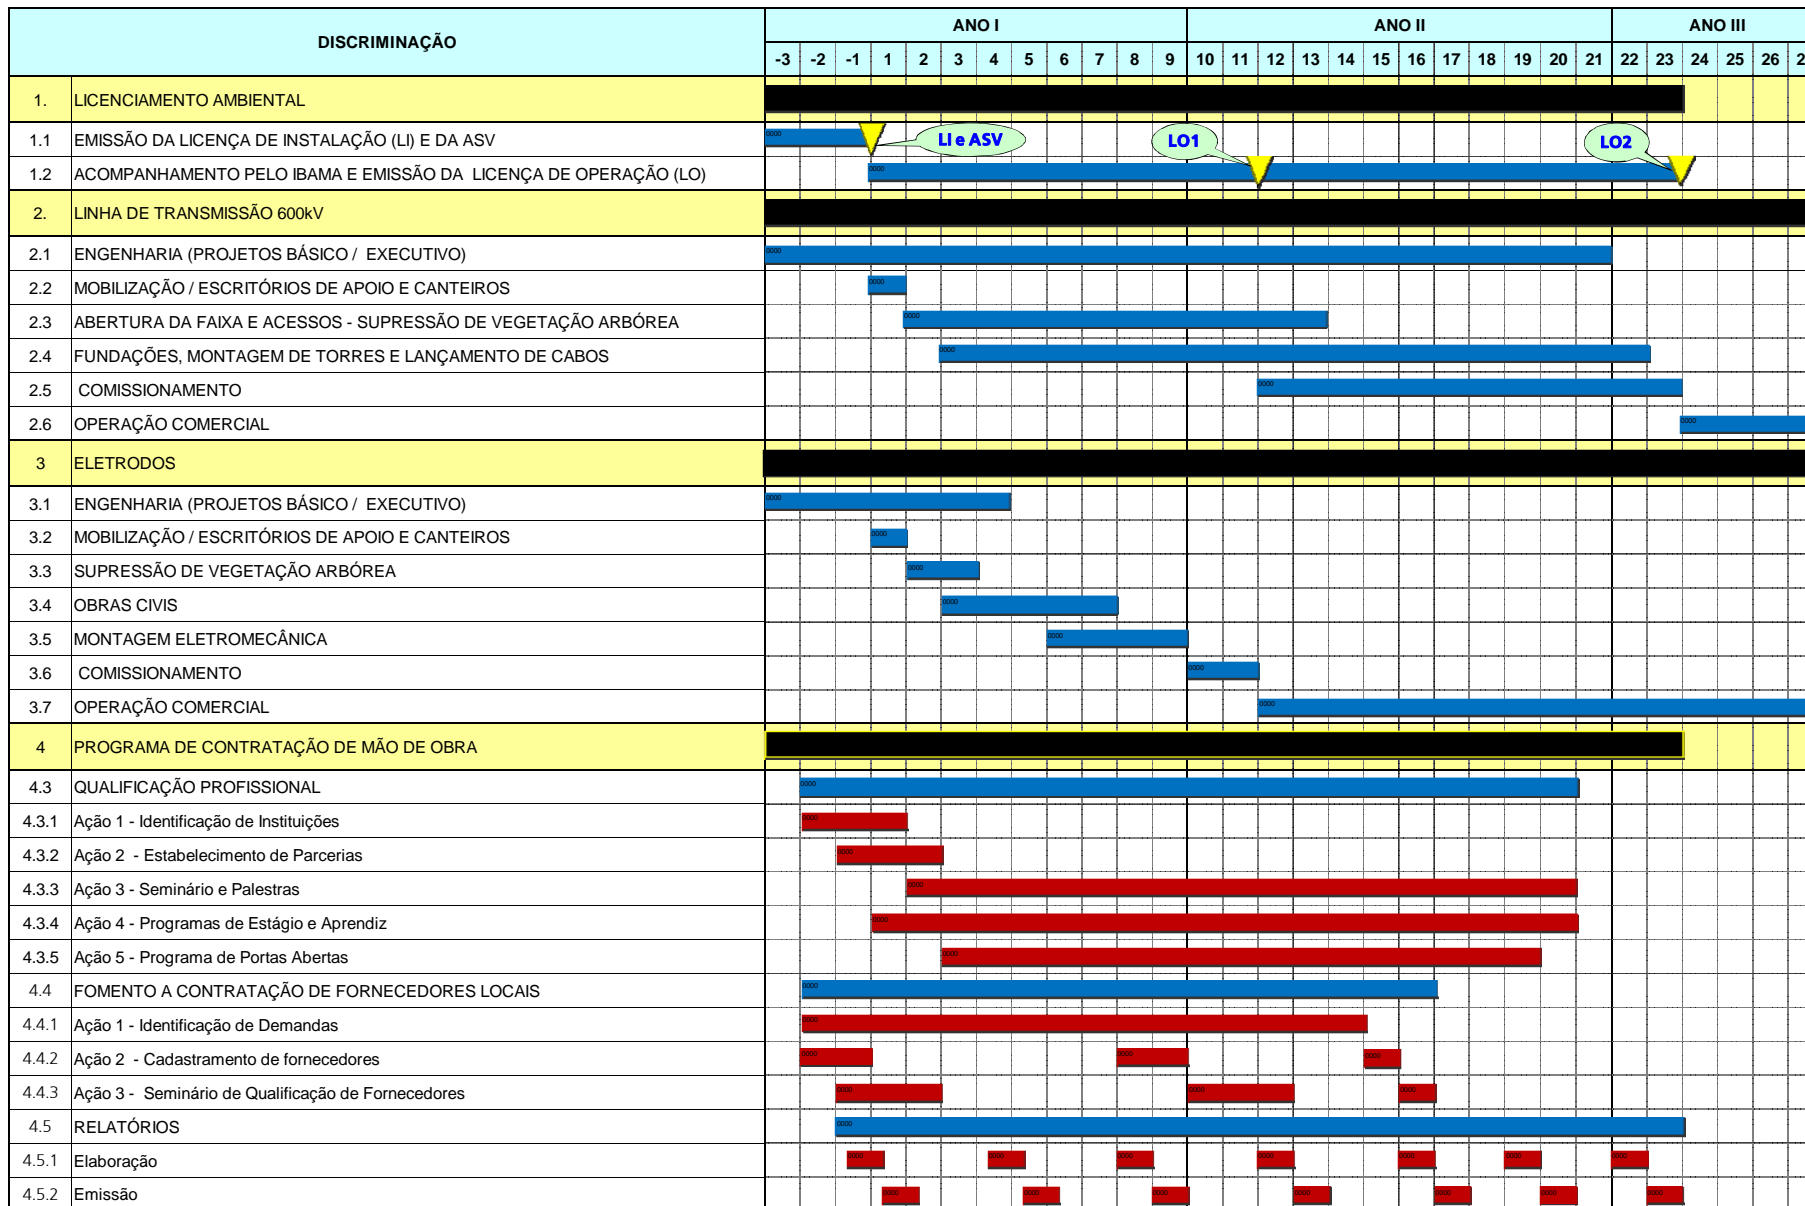 DISCRIMINAÇÃO
ANO I ANO II ANO III
-3 -2 -1 1 2 3 4 5 6 7 8 9 10 11 12 13 14 15 16 17 18 19 20 21 22 23 24 25 26 2
1. LICENCIAMENTO AMBIENTAL
1.1 EMISSÃO DA LICENÇA DE INSTALAÇÃO (LI) E DA ASV
LI e ASV LO1 LO2
1.2 ACOMPANHAMENTO PELO IBAMA E EMISSÃO DA LICENÇA DE OPERAÇÃO (LO)
2. LINHA DE TRANSMISSÃO 600kV
2.1 ENGENHARIA (PROJETOS BÁSICO / EXECUTIVO)
2.2 MOBILIZAÇÃO / ESCRITÓRIOS DE APOIO E CANTEIROS
2.3 ABERTURA DA FAIXA E ACESSOS - SUPRESSÃO DE VEGETAÇÃO ARBÓREA
2.4 FUNDAÇÕES, MONTAGEM DE TORRES E LANÇAMENTO DE CABOS
2.5 COMISSIONAMENTO
2.6 OPERAÇÃO COMERCIAL
3 ELETRODOS
3.1 ENGENHARIA (PROJETOS BÁSICO / EXECUTIVO)
3.2 MOBILIZAÇÃO / ESCRITÓRIOS DE APOIO E CANTEIROS
3.3 SUPRESSÃO DE VEGETAÇÃO ARBÓREA
3.4 OBRAS CIVIS
3.5 MONTAGEM ELETROMECÂNICA
3.6 COMISSIONAMENTO
3.7 OPERAÇÃO COMERCIAL
4 PROGRAMA DE CONTRATAÇÃO DE MÃO DE OBRA
4.3 QUALIFICAÇÃO PROFISSIONAL
4.3.1 Ação 1 - Identificação de Instituições
4.3.2 Ação 2 - Estabelecimento de Parcerias
4.3.3 Ação 3 - Seminário e Palestras
4.3.4 Ação 4 - Programas de Estágio e Aprendiz
4.3.5 Ação 5 - Programa de Portas Abertas
4.4 FOMENTO A CONTRATAÇÃO DE FORNECEDORES LOCAIS
4.4.1 Ação 1 - Identificação de Demandas
4.4.2 Ação 2 - Cadastramento de fornecedores
4.4.3 Ação 3 - Seminário de Qualificação de Fornecedores
4.5 RELATÓRIOS
4.5.1 Elaboração
4.5.2 Emissão